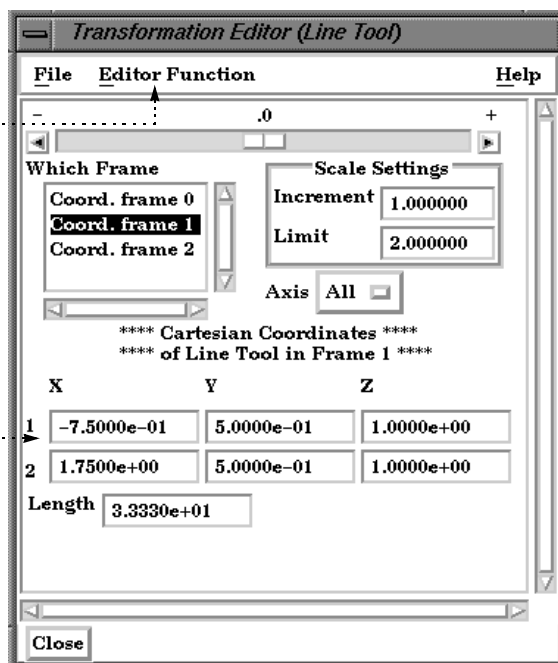 Transformation Editor (Line Tool)
File Editor Function Help
- .0 +
Which Frame
Coord. frame 0
Coord. frame 1
Coord. frame 2
Scale Settings
Increment 1.000000
Limit 2.000000
Axis All
**** Cartesian Coordinates ****
**** of Line Tool in Frame 1 ****
X Y Z
1 -7.5000e-01 5.0000e-01 1.0000e+00
2 1.7500e+00 5.0000e-01 1.0000e+00
Length 3.3330e+01
Close